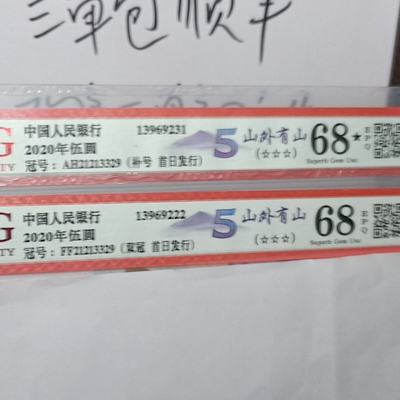 三单包顺丰
G
TY
中国人民银行 13969231
2020年伍圆
冠号：AH21213329（补号 首日发行）
5 山外有山
（☆☆☆）
68★
EPQ
Superb Gem Unc
G
TY
中国人民银行 13969222
2020年伍圆
冠号：FF21213329（双冠 首日发行）
5 山外有山
（☆☆☆）
68
EPQ
Superb Gem Unc